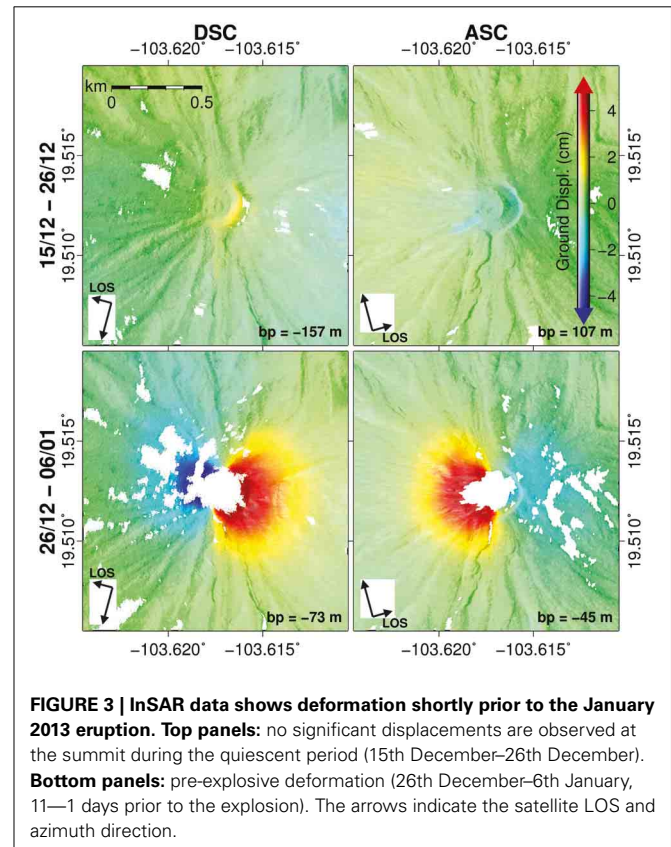 DSC ASC
−103.620° −103.615° −103.620° −103.615°
km
0 0.5
15/12 − 26/12
19.515°
19.510°
LOS
bp = −157 m
4
2
0
−2
−4
Ground Displ. (cm)
19.515°
19.510°
LOS
bp = 107 m
26/12 − 06/01
19.515°
19.510°
LOS
bp = −73 m
19.515°
19.510°
LOS
bp = −45 m
−103.620° −103.615° −103.620° −103.615°
FIGURE 3 | InSAR data shows deformation shortly prior to the January
2013 eruption. Top panels: no significant displacements are observed at
the summit during the quiescent period (15th December–26th December).
Bottom panels: pre-explosive deformation (26th December–6th January,
11—1 days prior to the explosion). The arrows indicate the satellite LOS and
azimuth direction.